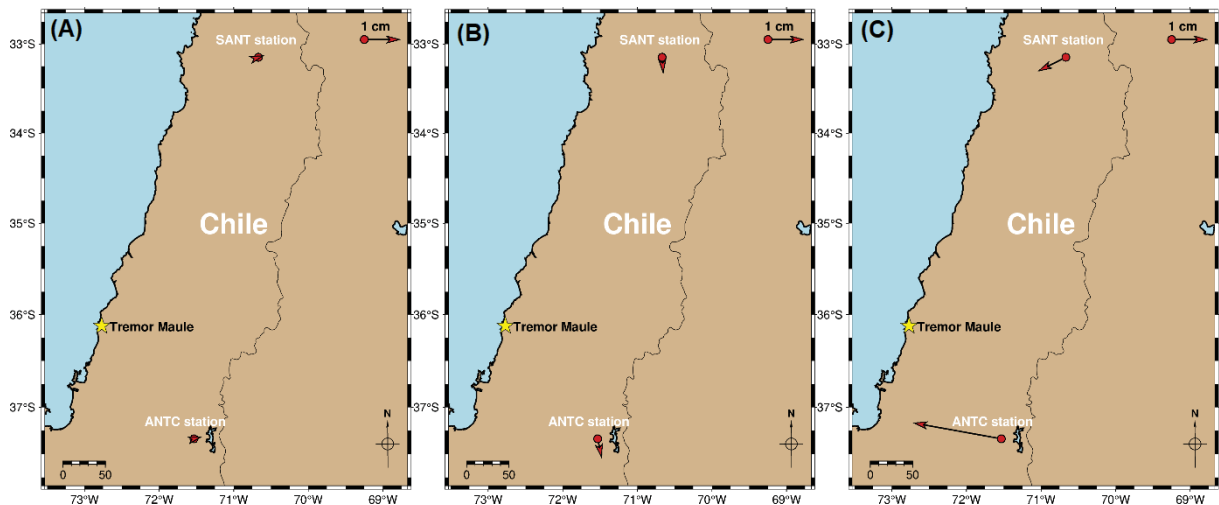 (A)
1 cm
SANT station
33°S
34°S
35°S
36°S
37°S
Chile
Tremor Maule
ANTC station
N
0 50
73°W 72°W 71°W 70°W 69°W
(B)
1 cm
SANT station
33°S
34°S
35°S
36°S
37°S
Chile
Tremor Maule
ANTC station
N
0 50
73°W 72°W 71°W 70°W 69°W
(C)
1 cm
SANT station
33°S
34°S
35°S
36°S
37°S
Chile
Tremor Maule
ANTC station
N
0 50
73°W 72°W 71°W 70°W 69°W